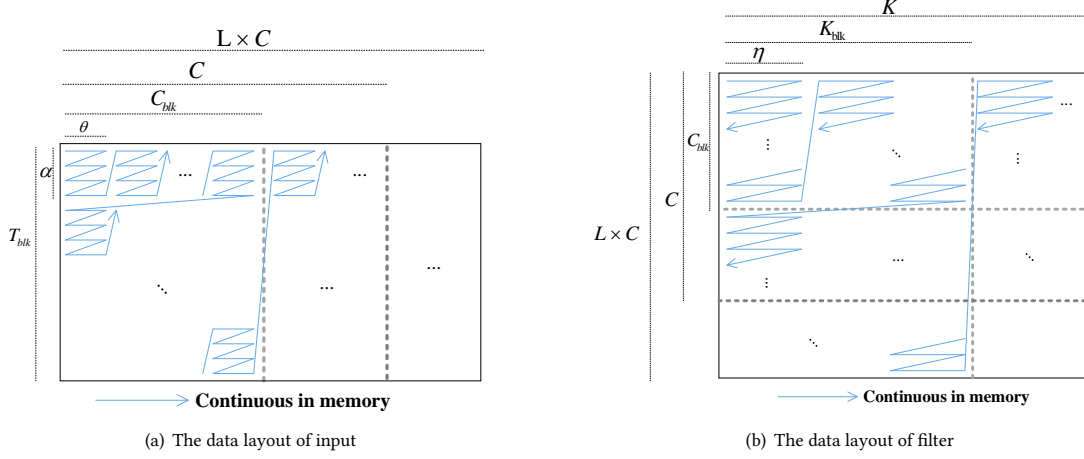 L × C
C
C_blk
θ
α
T_blk
...
...
...
...
⋱
Continuous in memory
(a) The data layout of input
K
K_blk
η
C_blk
C
L × C
...
⋮
⋱
⋮
...
⋮
⋱
⋱
Continuous in memory
(b) The data layout of filter